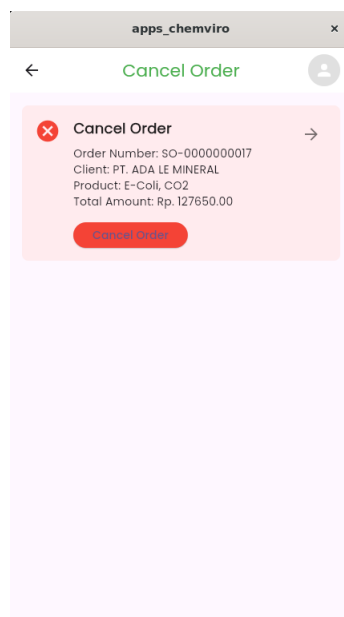 apps_chemviro
Cancel Order
Cancel Order
Order Number: SO-0000000017
Client: PT. ADA LE MINERAL
Product: E-Coli, CO2
Total Amount: Rp. 127650.00
Cancel Order